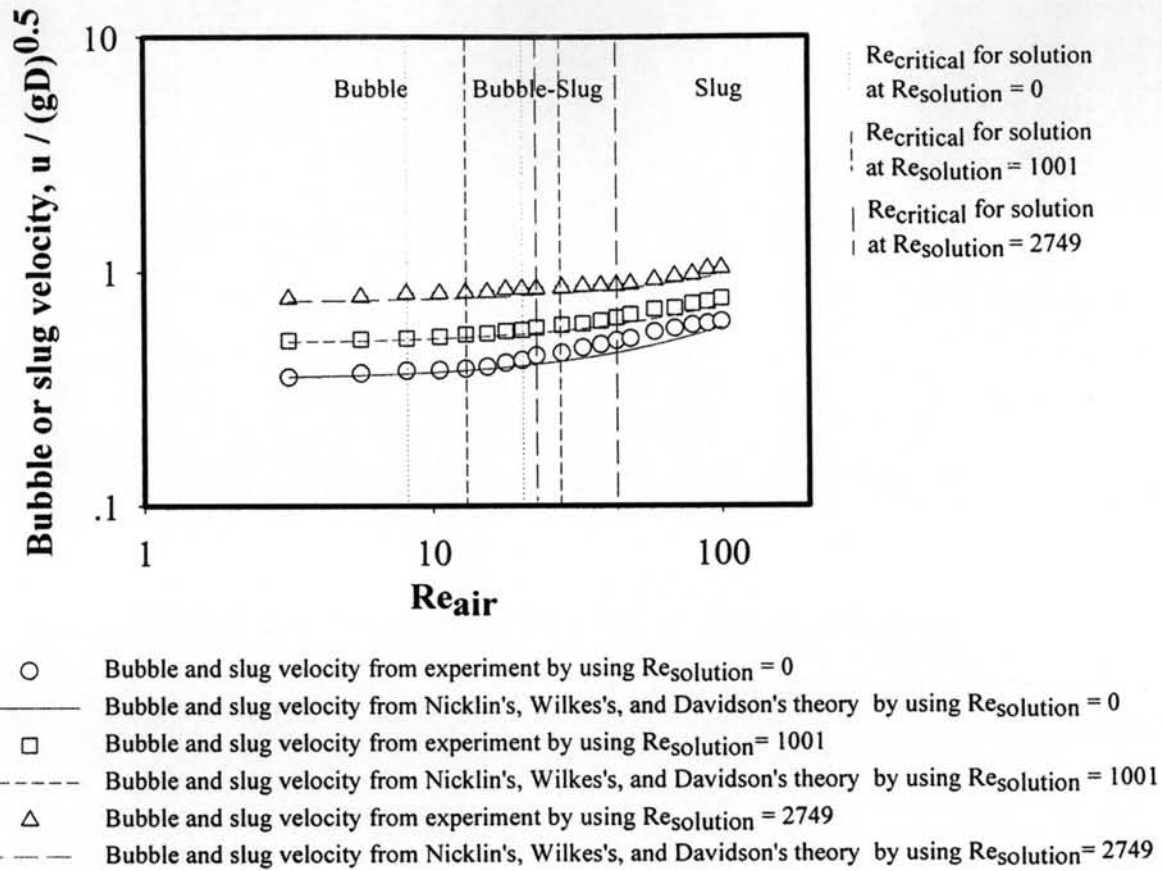 Bubble or slug velocity, u / (gD)0.5
10
1
.1
Bubble
Bubble-Slug
Slug
1
10
100
Reair
Recritical for solution
at Resolution = 0
Recritical for solution
at Resolution = 1001
Recritical for solution
at Resolution = 2749
Bubble and slug velocity from experiment by using Resolution = 0
Bubble and slug velocity from Nicklin's, Wilkes's, and Davidson's theory by using Resolution = 0
Bubble and slug velocity from experiment by using Resolution= 1001
Bubble and slug velocity from Nicklin's, Wilkes's, and Davidson's theory by using Resolution = 1001
Bubble and slug velocity from experiment by using Resolution = 2749
Bubble and slug velocity from Nicklin's, Wilkes's, and Davidson's theory by using Resolution= 2749